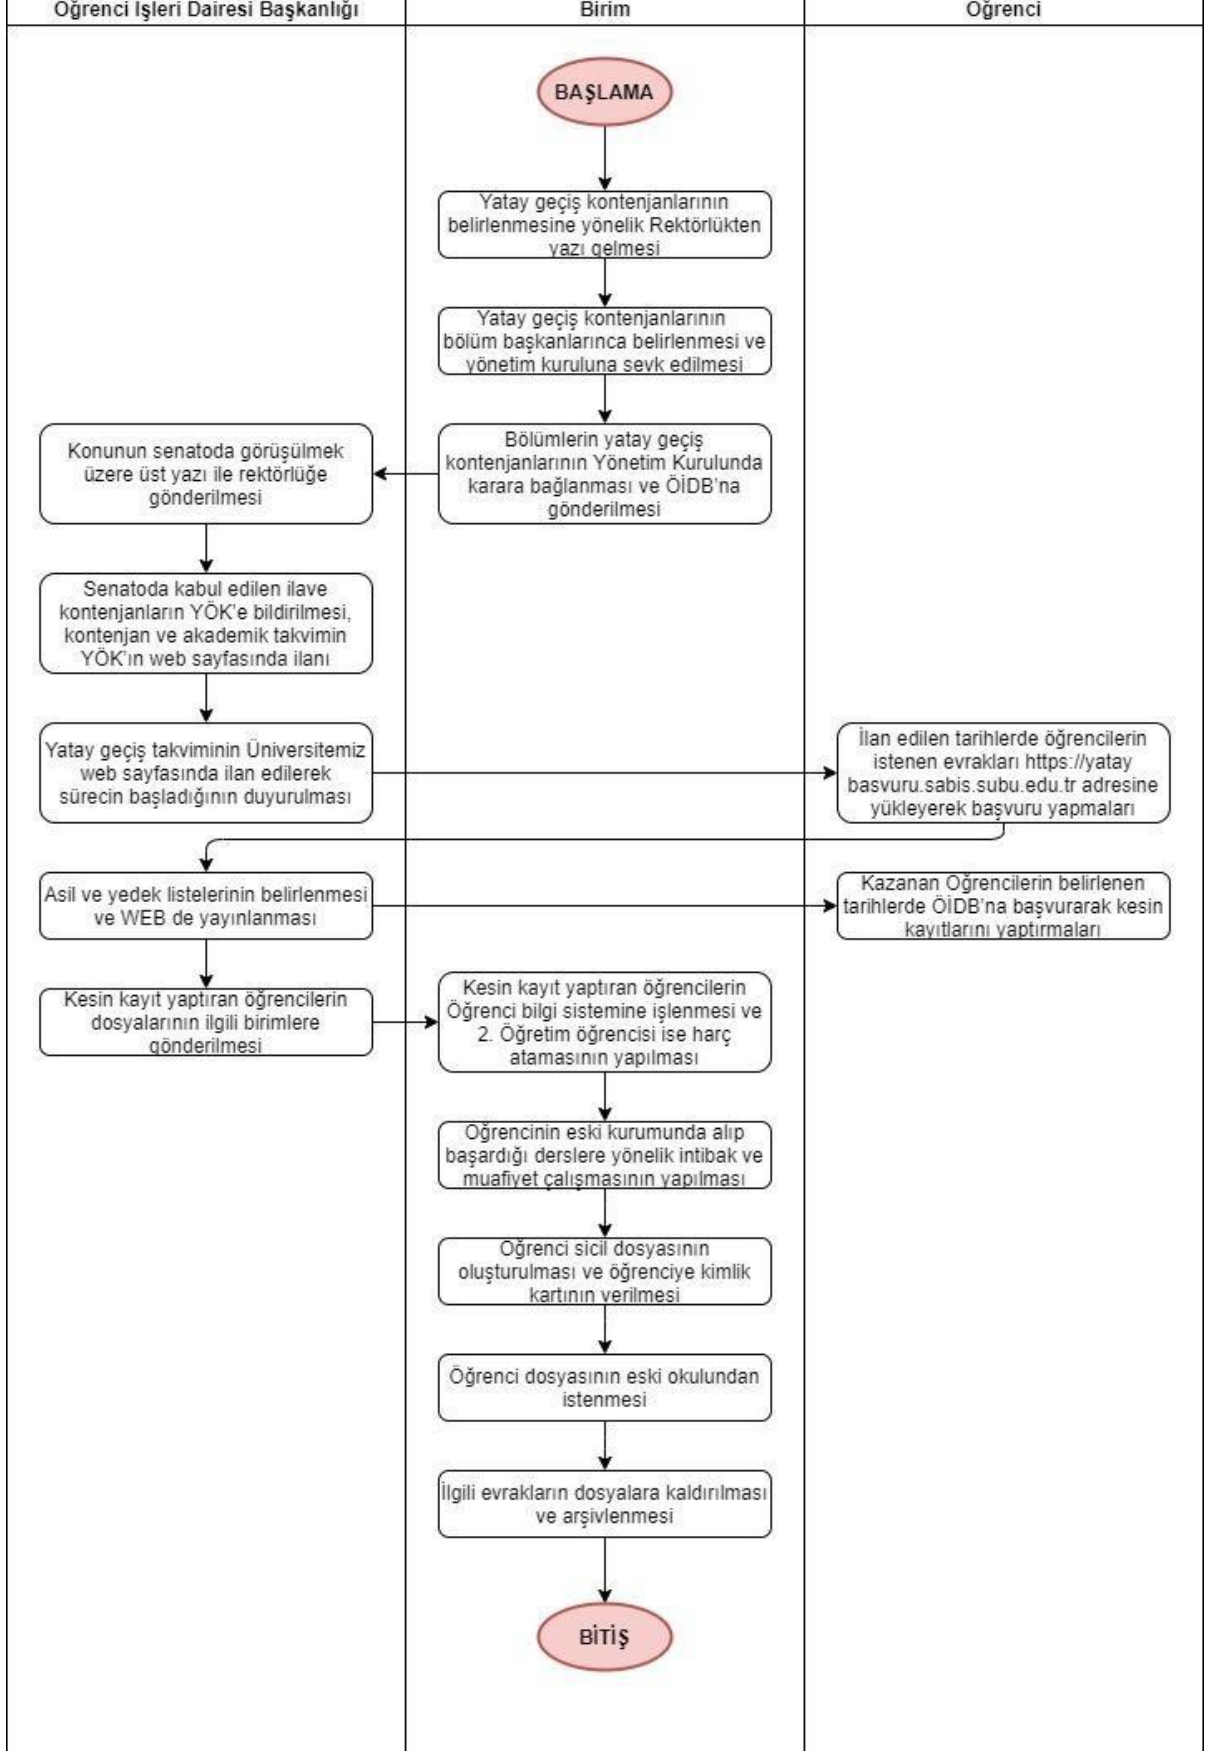 Öğrenci İşleri Dairesi Başkanlığı
Birim
Öğrenci
BAŞLAMA
Yatay geçiş kontenjanlarının
belirlenmesine yönelik Rektörlükten
yazı gelmesi
Yatay geçiş kontenjanlarının
bölüm başkanlarınca belirlenmesi ve
yönetim kuruluna sevk edilmesi
Bölümlerin yatay geçiş
kontenjanlarının Yönetim Kurulunda
karara bağlanması ve ÖİDB'na
gönderilmesi
Konunun senatoda görüşülmek
üzere üst yazı ile rektörlüğe
gönderilmesi
Senatoda kabul edilen ilave
kontenjanların YÖK'e bildirilmesi,
kontenjan ve akademik takvimin
YÖK'ın web sayfasında ilanı
Yatay geçiş takviminin Üniversitemiz
web sayfasında ilan edilerek
sürecin başladığının duyurulması
İlan edilen tarihlerde öğrencilerin
istenen evrakları https://yatay
basvuru.sabis.subu.edu.tr adresine
yükleyerek başvuru yapmaları
Asil ve yedek listelerinin belirlenmesi
ve WEB de yayınlanması
Kazanan Öğrencilerin belirlenen
tarihlerde ÖİDB'na başvurarak kesin
kayıtlarını yaptırmaları
Kesin kayıt yaptıran öğrencilerin
dosyalarının ilgili birimlere
gönderilmesi
Kesin kayıt yaptıran öğrencilerin
Öğrenci bilgi sistemine işlenmesi ve
2. Öğretim öğrencisi ise harç
atamasının yapılması
Öğrencinin eski kurumunda alıp
başardığı derslere yönelik intibak ve
muafiyet çalışmasının yapılması
Öğrenci sicil dosyasının
oluşturulması ve öğrenciye kimlik
kartının verilmesi
Öğrenci dosyasının eski okulundan
istenmesi
İlgili evrakların dosyalara kaldırılması
ve arşivlenmesi
BİTİŞ